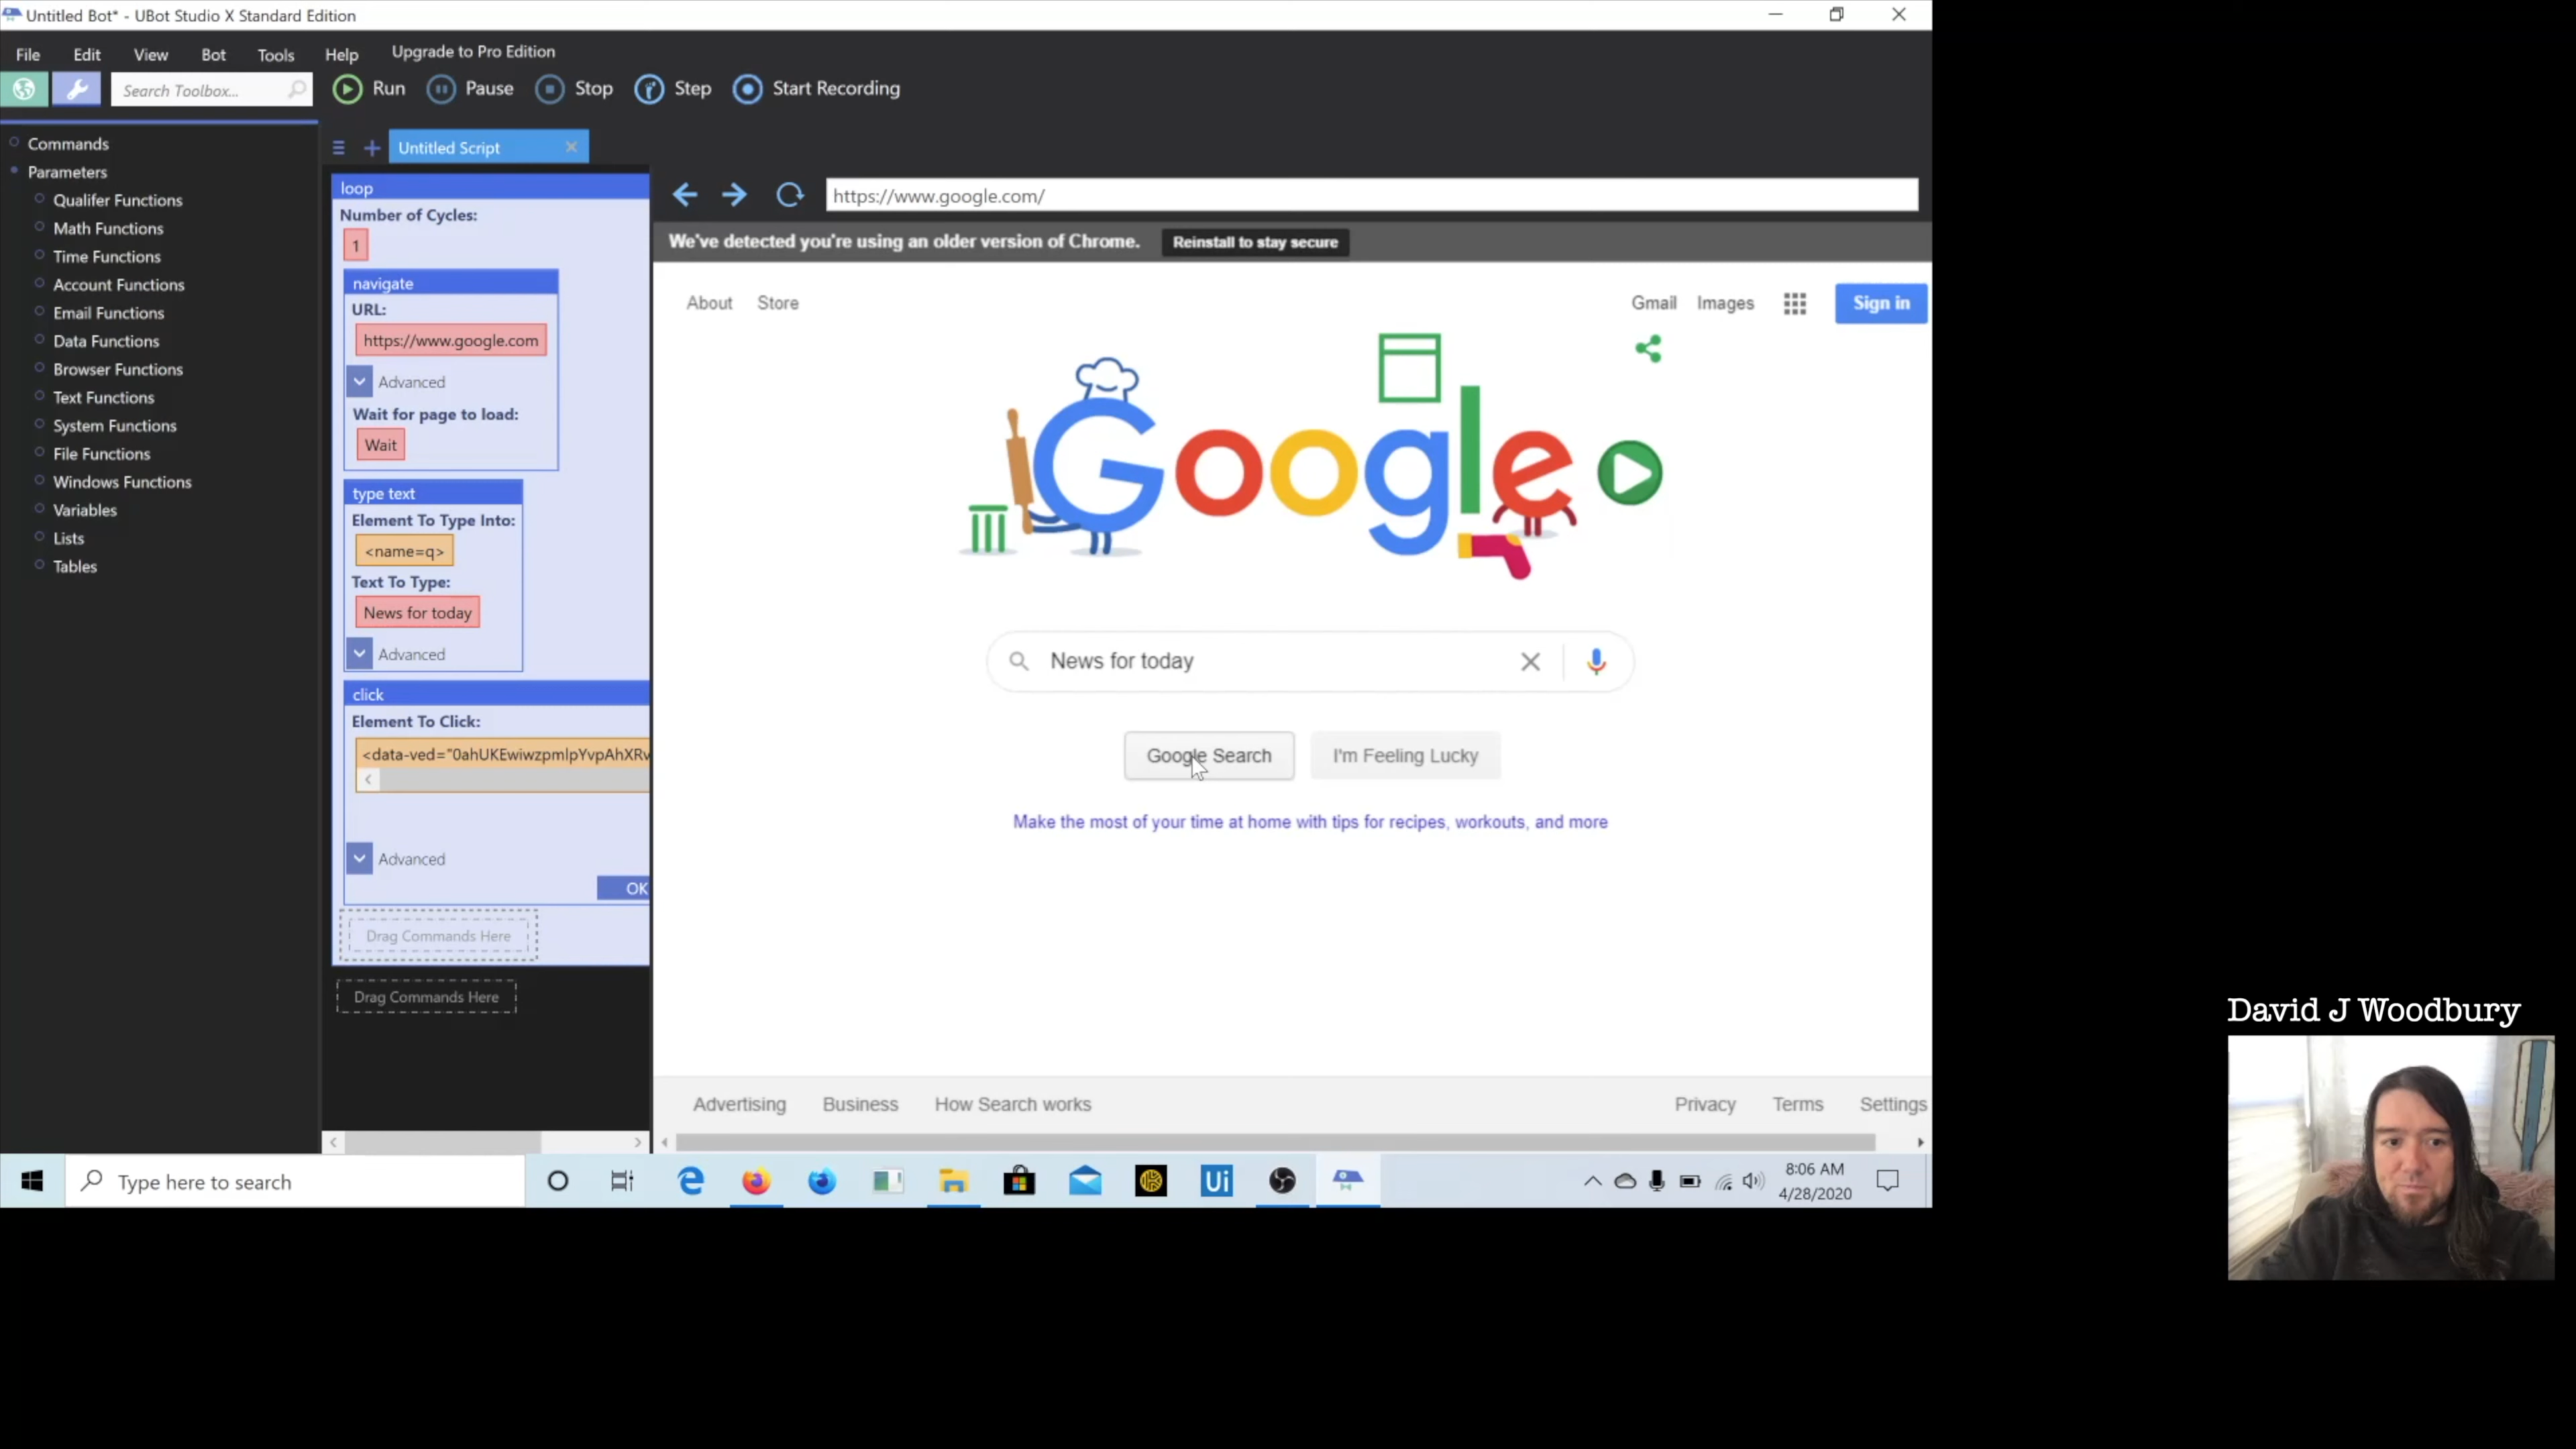 Untitled Bot* - UBot Studio X Standard Edition
File Edit View Bot Tools Help Upgrade to Pro Edition
Search Toolbox... Run Pause Stop Step Start Recording
Commands
Parameters
Qualifer Functions
Math Functions
Time Functions
Account Functions
Email Functions
Data Functions
Browser Functions
Text Functions
System Functions
File Functions
Windows Functions
Variables
Lists
Tables
Untitled Script
loop
Number of Cycles:
1
navigate
URL:
https://www.google.com
Advanced
Wait for page to load:
Wait
type text
Element To Type Into:
<name=q>
Text To Type:
News for today
Advanced
click
Element To Click:
<data-ved="0ahUKEwiwzpmlpYvpAhXRv
Advanced
OK
Drag Commands Here
Drag Commands Here
https://www.google.com/
We've detected you're using an older version of Chrome. Reinstall to stay secure
About Store Gmail Images Sign in
Google
News for today
Google Search I'm Feeling Lucky
Make the most of your time at home with tips for recipes, workouts, and more
Advertising Business How Search works Privacy Terms Settings
Type here to search
Ui
8:06 AM
4/28/2020
David J Woodbury